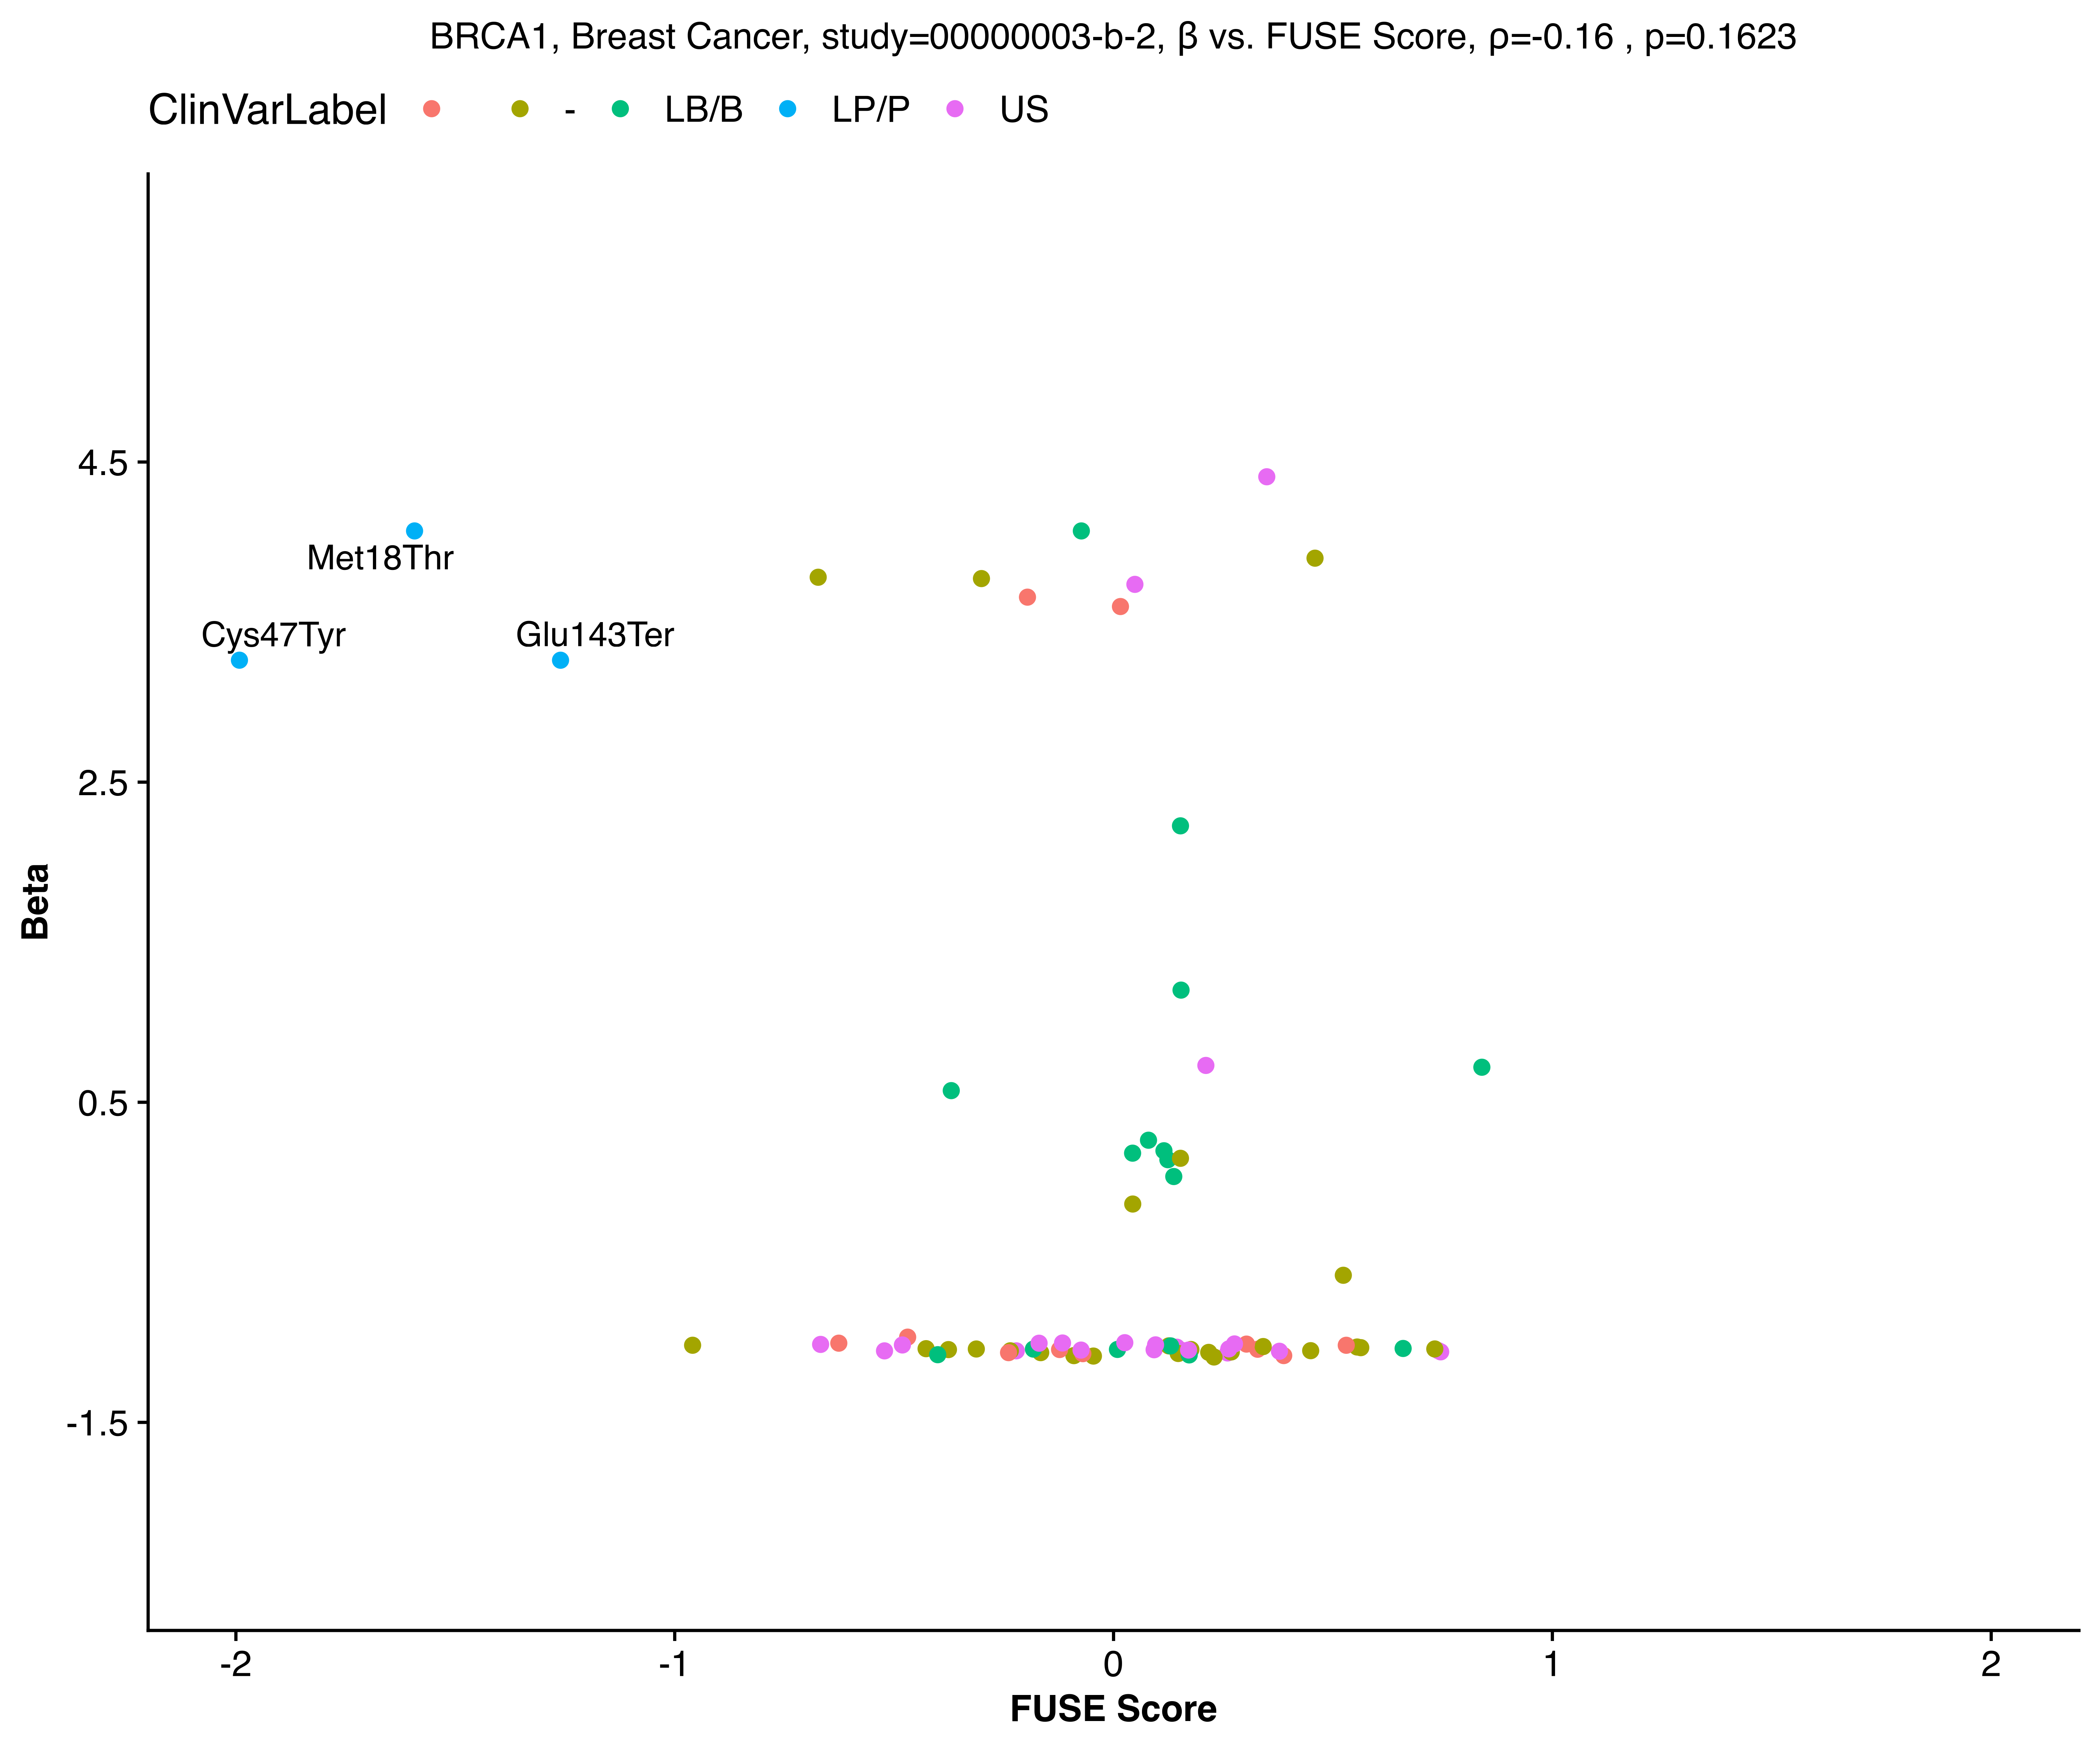 BRCA1, Breast Cancer, study=00000003-b-2, β vs. FUSE Score, ρ=-0.16 , p=0.1623
ClinVarLabel - LB/B LP/P US
4.5
Met18Thr
Cys47Tyr Glu143Ter
2.5
Beta
0.5
-1.5
-2 -1 0 1 2
FUSE Score